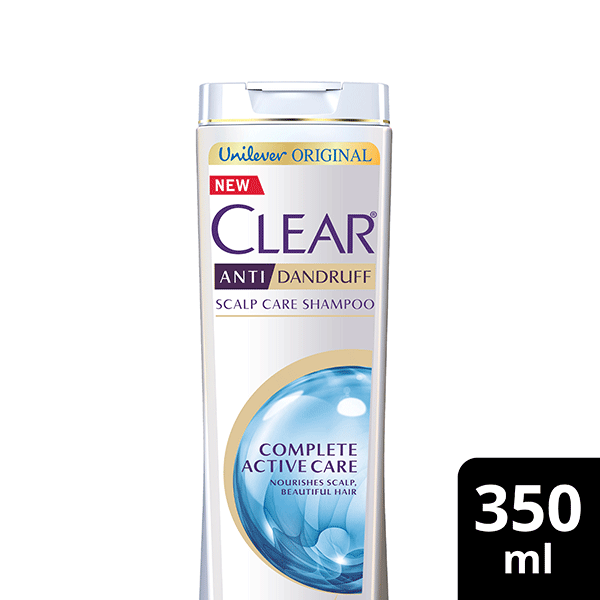 Unilever ORIGINAL
NEW
CLEAR®
ANTI DANDRUFF
SCALP CARE SHAMPOO
COMPLETE
ACTIVE CARE
NOURISHES SCALP,
BEAUTIFUL HAIR
350
ml